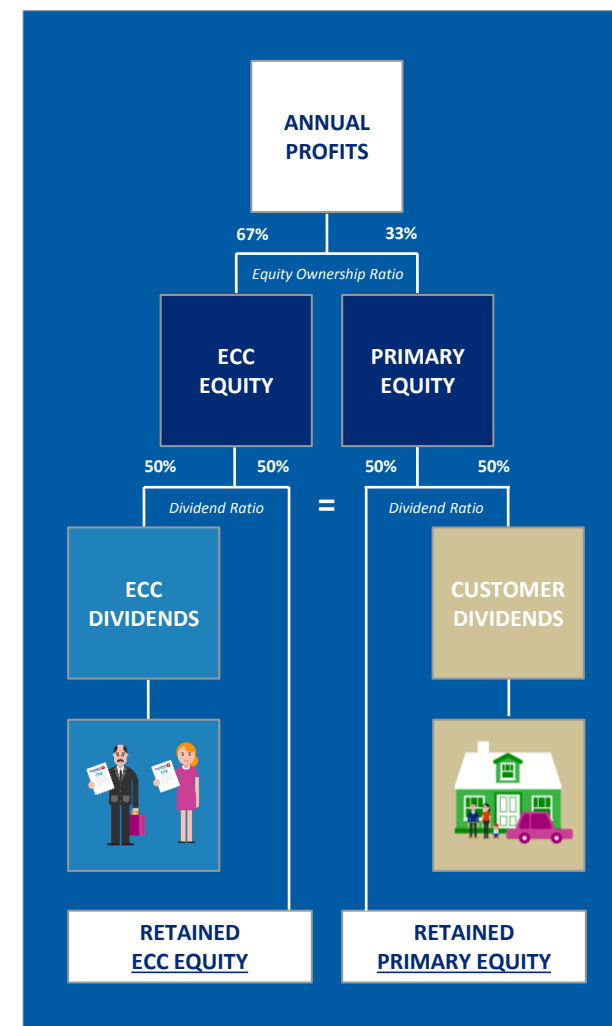 ANNUAL
PROFITS
67%
33%
Equity Ownership Ratio
ECC
EQUITY
PRIMARY
EQUITY
50%
50%
50%
50%
Dividend Ratio
=
Dividend Ratio
ECC
DIVIDENDS
CUSTOMER
DIVIDENDS
RETAINED
ECC EQUITY
RETAINED
PRIMARY EQUITY